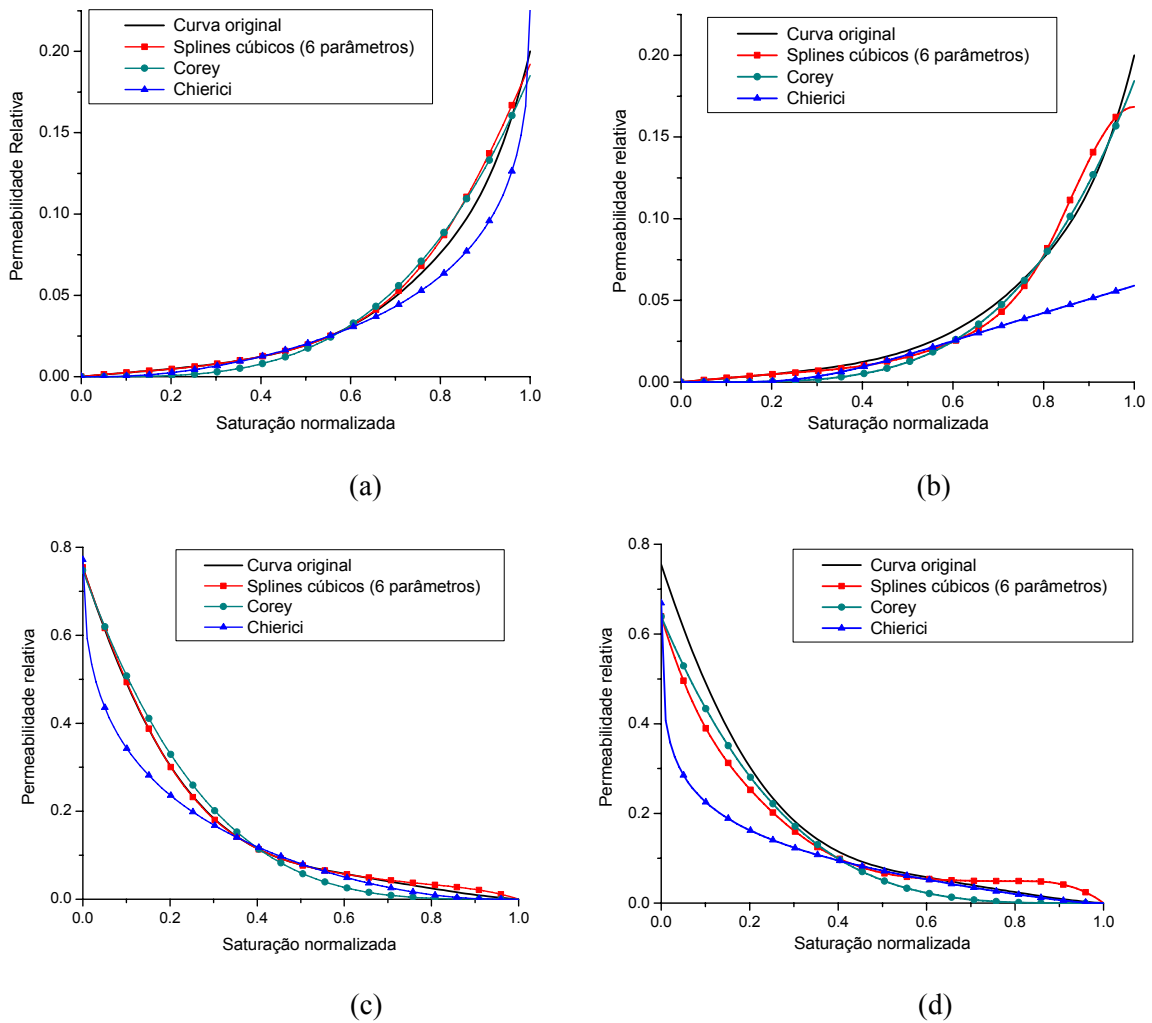 Curva original
Splines cúbicos (6 parâmetros)
Corey
Chierici
Permeabilidade Relativa
0.20
0.15
0.10
0.05
0.00
0.0 0.2 0.4 0.6 0.8 1.0
Saturação normalizada
(a)
Curva original
Splines cúbicos (6 parâmetros)
Corey
Chierici
Permeabilidade relativa
0.20
0.15
0.10
0.05
0.00
0.0 0.2 0.4 0.6 0.8 1.0
Saturação normalizada
(b)
Curva original
Splines cúbicos (6 parâmetros)
Corey
Chierici
Permeabilidade relativa
0.8
0.6
0.4
0.2
0.0
0.0 0.2 0.4 0.6 0.8 1.0
Saturação normalizada
(c)
Curva original
Splines cúbicos (6 parâmetros)
Corey
Chierici
Permeabilidade relativa
0.8
0.6
0.4
0.2
0.0
0.0 0.2 0.4 0.6 0.8 1.0
Saturação normalizada
(d)